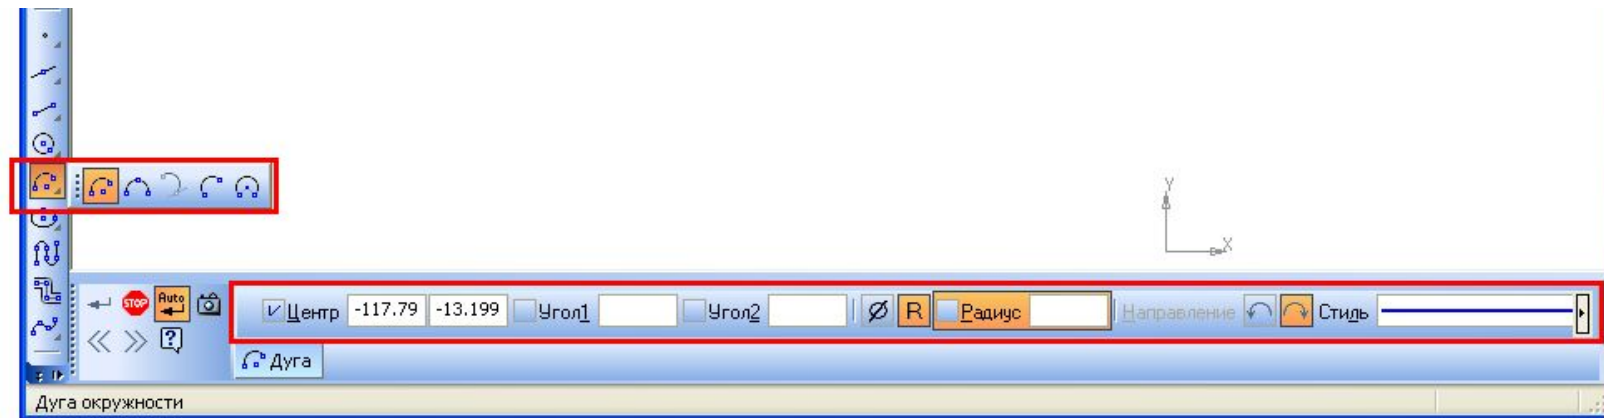 Y
X
STOP Auto Центр -117.79 -13.199 Угол1 Угол2 Ø R Радиус Направление Стиль
Дуга
Дуга окружности